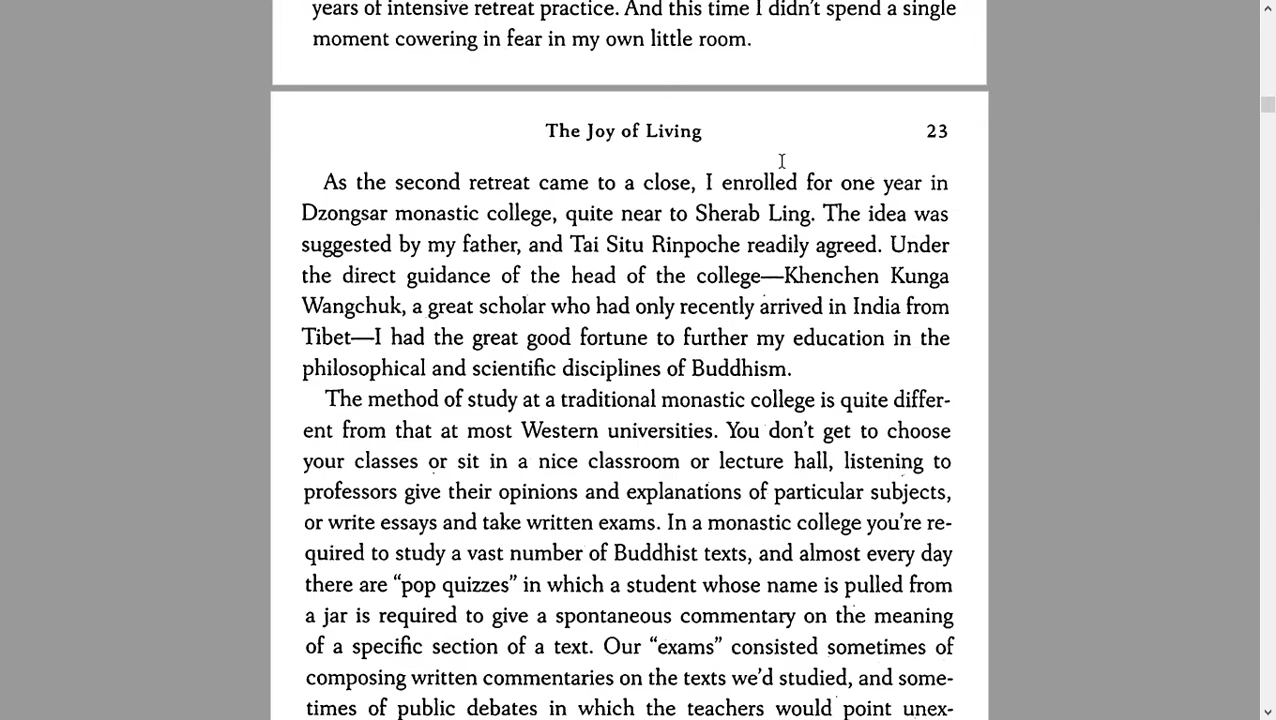 years of intensive retreat practice. And this time I didn't spend a single
moment cowering in fear in my own little room.
The Joy of Living 23
As the second retreat came to a close, I enrolled for one year in
Dzongsar monastic college, quite near to Sherab Ling. The idea was
suggested by my father, and Tai Situ Rinpoche readily agreed. Under
the direct guidance of the head of the college—Khenchen Kunga
Wangchuk, a great scholar who had only recently arrived in India from
Tibet—I had the great good fortune to further my education in the
philosophical and scientific disciplines of Buddhism.
The method of study at a traditional monastic college is quite differ-
ent from that at most Western universities. You don't get to choose
your classes or sit in a nice classroom or lecture hall, listening to
professors give their opinions and explanations of particular subjects,
or write essays and take written exams. In a monastic college you're re-
quired to study a vast number of Buddhist texts, and almost every day
there are “pop quizzes” in which a student whose name is pulled from
a jar is required to give a spontaneous commentary on the meaning
of a specific section of a text. Our “exams” consisted sometimes of
composing written commentaries on the texts we'd studied, and some-
times of public debates in which the teachers would point unex-